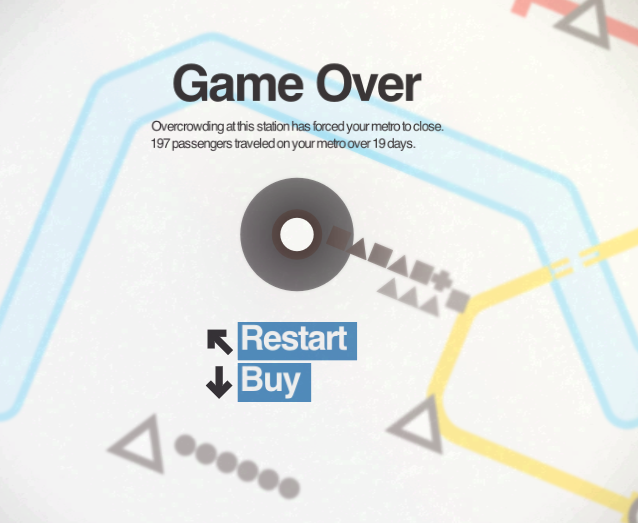 Game Over
Overcrowding at this station has forced your metro to close.
197 passengers traveled on your metro over 19 days.
Restart
Buy